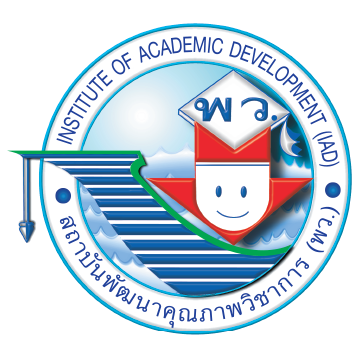 INSTITUTE OF ACADEMIC DEVELOPMENT (IAD)
พว.
สถาบันพัฒนาคุณภาพวิชาการ (พว.)